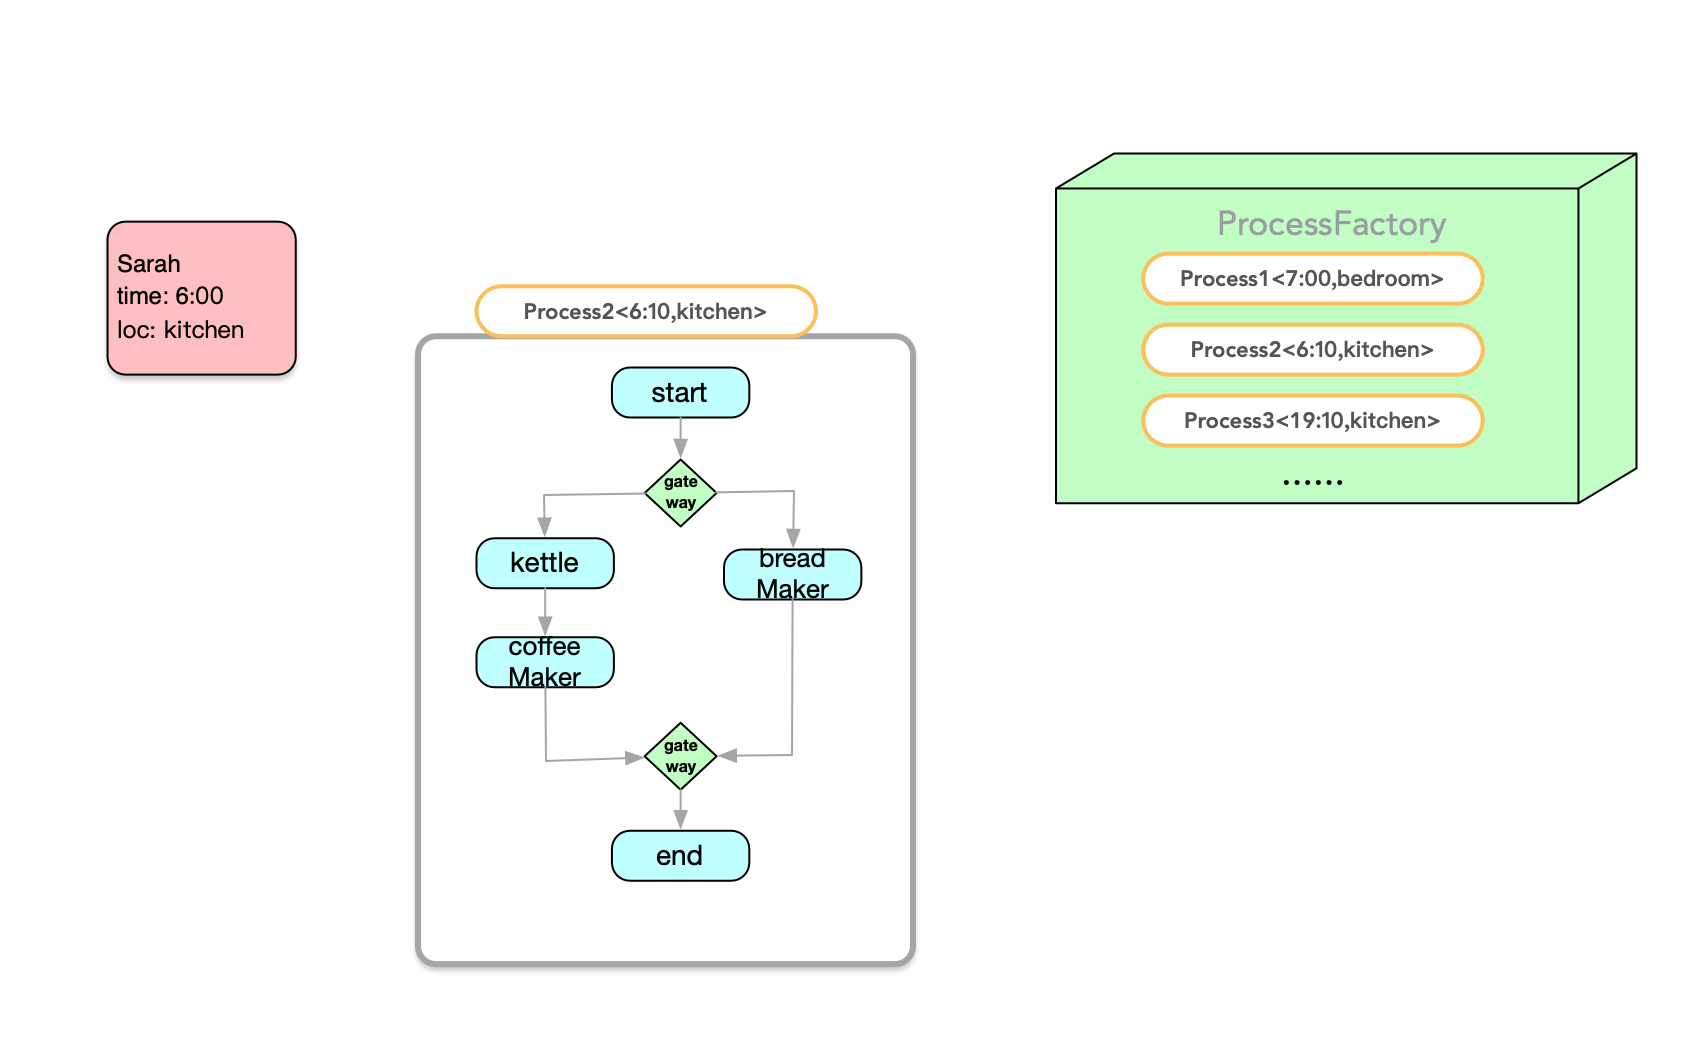 Sarah
time: 6:00
loc: kitchen
Process2<6:10,kitchen>
start
gate
way
kettle
bread
Maker
coffee
Maker
gate
way
end
ProcessFactory
Process1<7:00,bedroom>
Process2<6:10,kitchen>
Process3<19:10,kitchen>
......